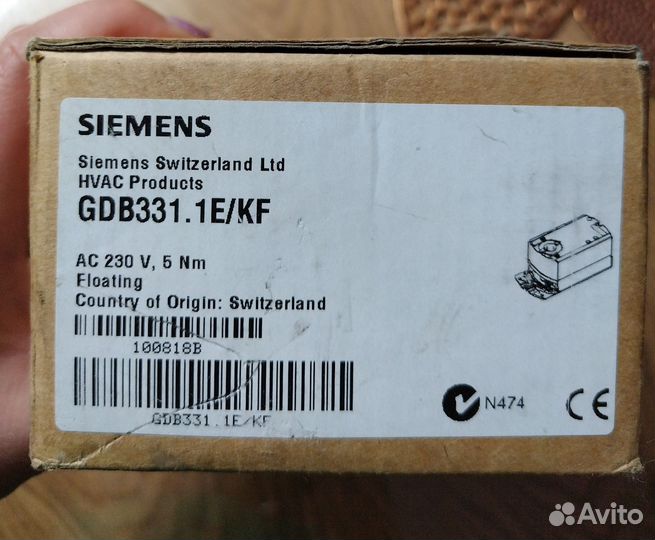 SIEMENS
Siemens Switzerland Ltd
HVAC Products
GDB331.1E/KF
AC 230 V, 5 Nm
Floating
Country of Origin: Switzerland
100818B
GDB331.1E/KF
N474
CE
Avito